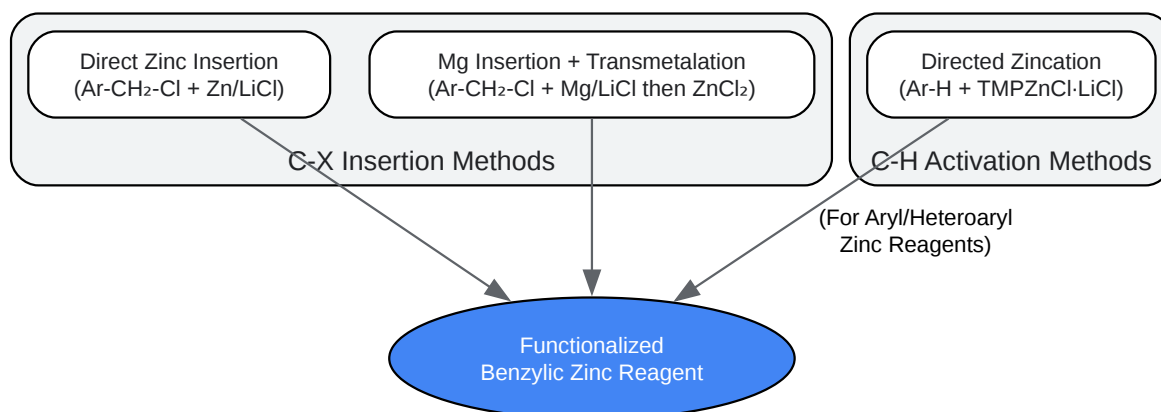 Direct Zinc Insertion
(Ar-CH₂-Cl + Zn/LiCl)
Mg Insertion + Transmetalation
(Ar-CH₂-Cl + Mg/LiCl then ZnCl₂)
C-X Insertion Methods
Directed Zincation
(Ar-H + TMPZnCl·LiCl)
C-H Activation Methods
(For Aryl/Heteroaryl
Zinc Reagents)
Functionalized
Benzylic Zinc Reagent